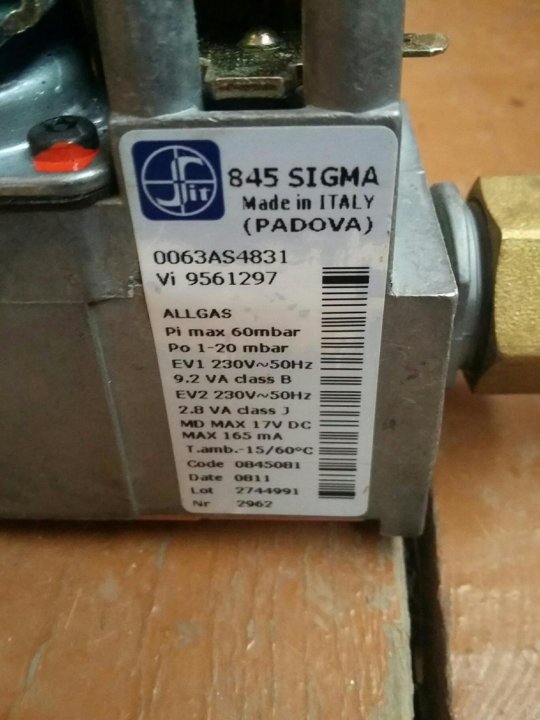 Sit
845 SIGMA
Made in ITALY
(PADOVA)
0063AS4831
Vi 9561297
ALLGAS
Pi max 60mbar
Po 1-20 mbar
EV1 230V~50Hz
9.2 VA class B
EV2 230V~50Hz
2.8 VA class J
MD MAX 17V DC
MAX 165 mA
T.amb.-15/60°C
Code 0845081
Date 0811
Lot 2744991
Nr 2962